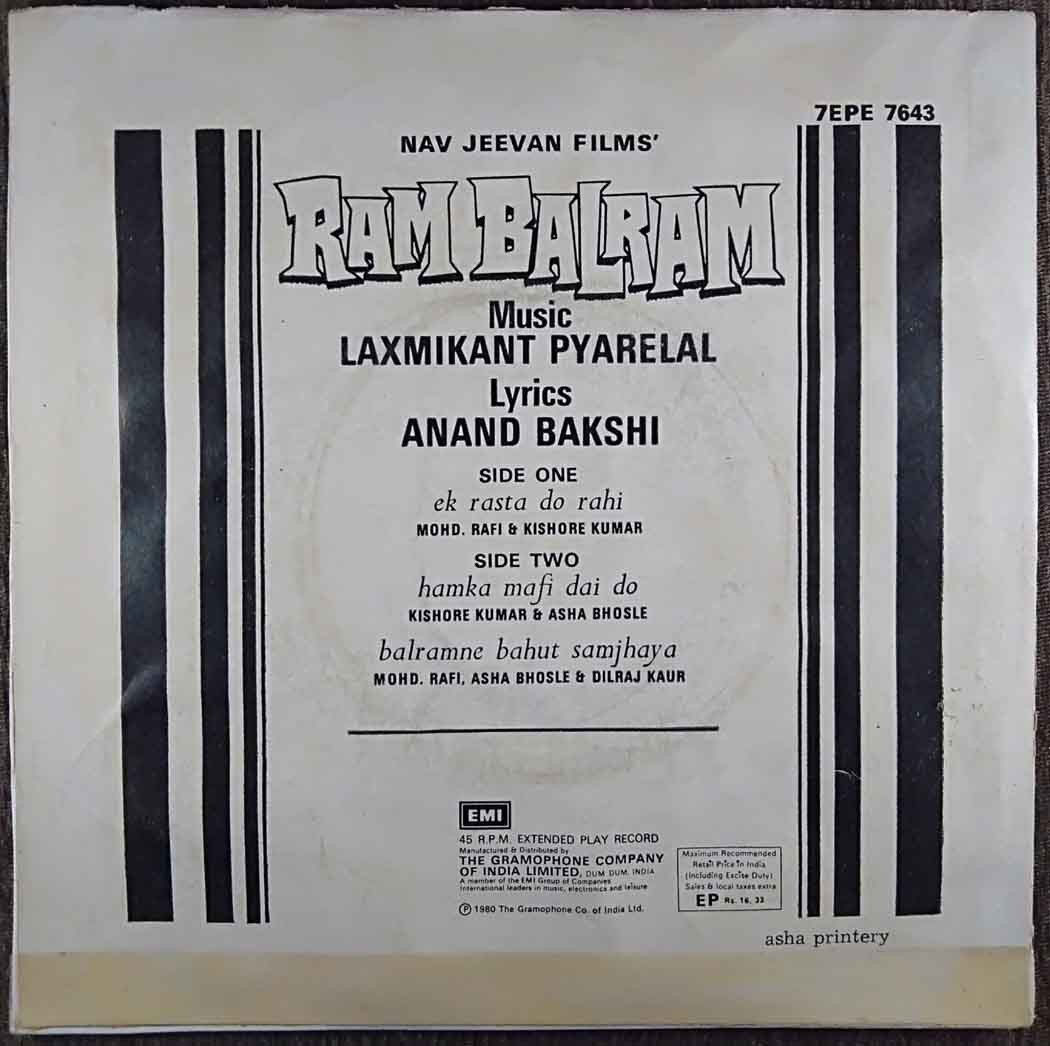 7EPE 7643
NAV JEEVAN FILMS'
RAM BALRAM
Music
LAXMIKANT PYARELAL
Lyrics
ANAND BAKSHI
SIDE ONE
ek rasta do rahi
MOHD. RAFI & KISHORE KUMAR
SIDE TWO
hamka mafi dai do
KISHORE KUMAR & ASHA BHOSLE
balramne bahut samjhaya
MOHD. RAFI, ASHA BHOSLE & DILRAJ KAUR
EMI
45 R.P.M. EXTENDED PLAY RECORD
Manufactured & Distributed by
THE GRAMOPHONE COMPANY
OF INDIA LIMITED, DUM DUM, INDIA
A member of the EMI Group of Companies
International leaders in music, electronics and leisure
Ⓟ 1980 The Gramophone Co. of India Ltd.
Maximum Recommended
Retail Price In India
(Including Excise Duty)
Sales & local taxes extra
EP Rs. 16. 33
asha printery